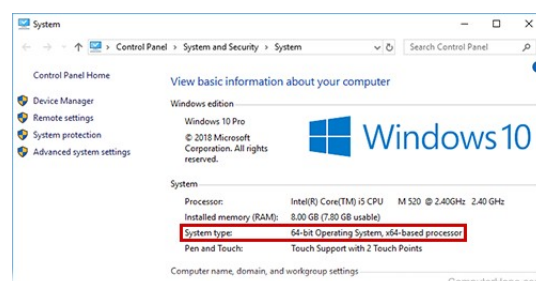 System
Control Panel > System and Security > System
Search Control Panel
Control Panel Home
Device Manager
Remote settings
System protection
Advanced system settings
View basic information about your computer
Windows edition
Windows 10 Pro
© 2018 Microsoft
Corporation. All rights
reserved.
Windows 10
System
Processor: Intel(R) Core(TM) i5 CPU M 520 @ 2.40GHz 2.40 GHz
Installed memory (RAM): 8.00 GB (7.80 GB usable)
System type: 64-bit Operating System, x64-based processor
Pen and Touch: Touch Support with 2 Touch Points
Computer name, domain, and workgroup settings